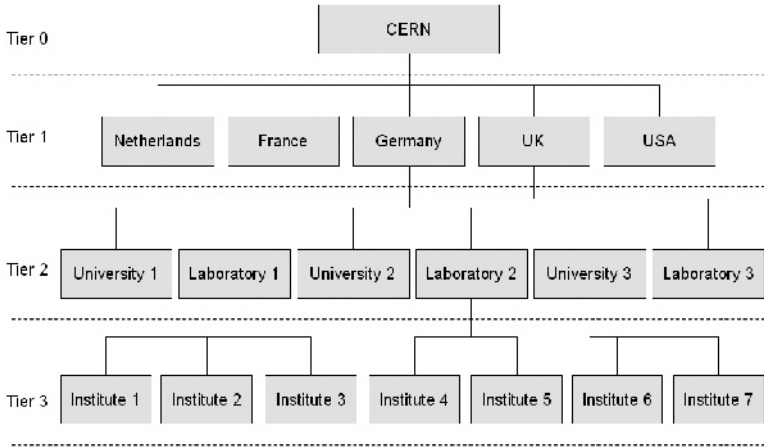 Tier 0
CERN
Tier 1
Netherlands
France
Germany
UK
USA
Tier 2
University 1
Laboratory 1
University 2
Laboratory 2
University 3
Laboratory 3
Tier 3
Institute 1
Institute 2
Institute 3
Institute 4
Institute 5
Institute 6
Institute 7